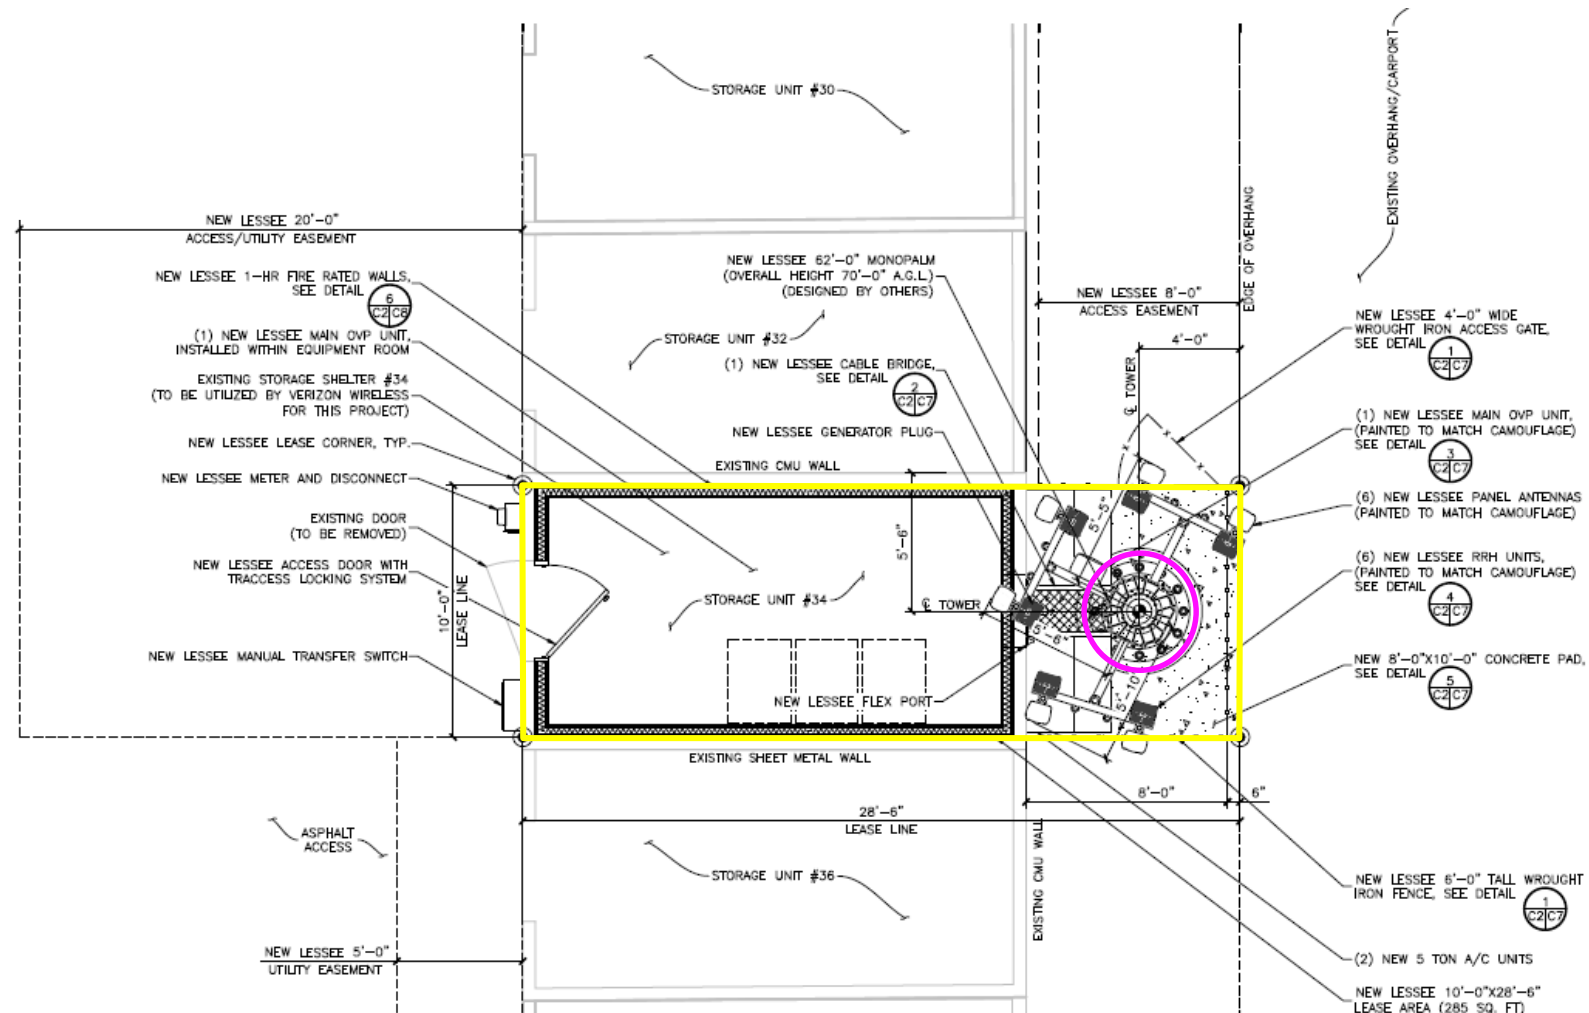 STORAGE UNIT #30
EXISTING OVERHANG/CARPORT
EDGE OF OVERHANG
NEW LESSEE 20'-0"
ACCESS/UTILITY EASEMENT
NEW LESSEE 1-HR FIRE RATED WALLS,
SEE DETAIL
6
C2 C8
(1) NEW LESSEE MAIN OVP UNIT,
INSTALLED WITHIN EQUIPMENT ROOM
EXISTING STORAGE SHELTER #34
(TO BE UTILIZED BY VERIZON WIRELESS
FOR THIS PROJECT)
NEW LESSEE LEASE CORNER, TYP.
NEW LESSEE METER AND DISCONNECT
EXISTING DOOR
(TO BE REMOVED)
NEW LESSEE ACCESS DOOR WITH
TRACCESS LOCKING SYSTEM
NEW LESSEE MANUAL TRANSFER SWITCH
10'-0"
LEASE LINE
NEW LESSEE 62'-0" MONOPALM
(OVERALL HEIGHT 70'-0" A.G.L.)
(DESIGNED BY OTHERS)
STORAGE UNIT #32
(1) NEW LESSEE CABLE BRIDGE,
SEE DETAIL
2
C2 C7
NEW LESSEE GENERATOR PLUG
EXISTING CMU WALL
5'-6"
STORAGE UNIT #34
℄ TOWER
NEW LESSEE FLEX PORT
EXISTING SHEET METAL WALL
NEW LESSEE 8'-0"
ACCESS EASEMENT
4'-0"
℄ TOWER
5'-5"
5'-6"
5'-10
NEW LESSEE 4'-0" WIDE
WROUGHT IRON ACCESS GATE,
SEE DETAIL
1
C2 C7
(1) NEW LESSEE MAIN OVP UNIT,
(PAINTED TO MATCH CAMOUFLAGE)
SEE DETAIL
3
C2 C7
(6) NEW LESSEE PANEL ANTENNAS
(PAINTED TO MATCH CAMOUFLAGE)
(6) NEW LESSEE RRH UNITS,
(PAINTED TO MATCH CAMOUFLAGE)
SEE DETAIL
4
C2 C7
NEW 8'-0"X10'-0" CONCRETE PAD,
SEE DETAIL
5
C2 C7
8'-0"
6"
28'-6"
LEASE LINE
ASPHALT
ACCESS
STORAGE UNIT #36
EXISTING CMU WALL
NEW LESSEE 5'-0"
UTILITY EASEMENT
NEW LESSEE 6'-0" TALL WROUGHT
IRON FENCE, SEE DETAIL
1
C2 C7
(2) NEW 5 TON A/C UNITS
NEW LESSEE 10'-0"X28'-6"
LEASE AREA (285 SQ. FT)